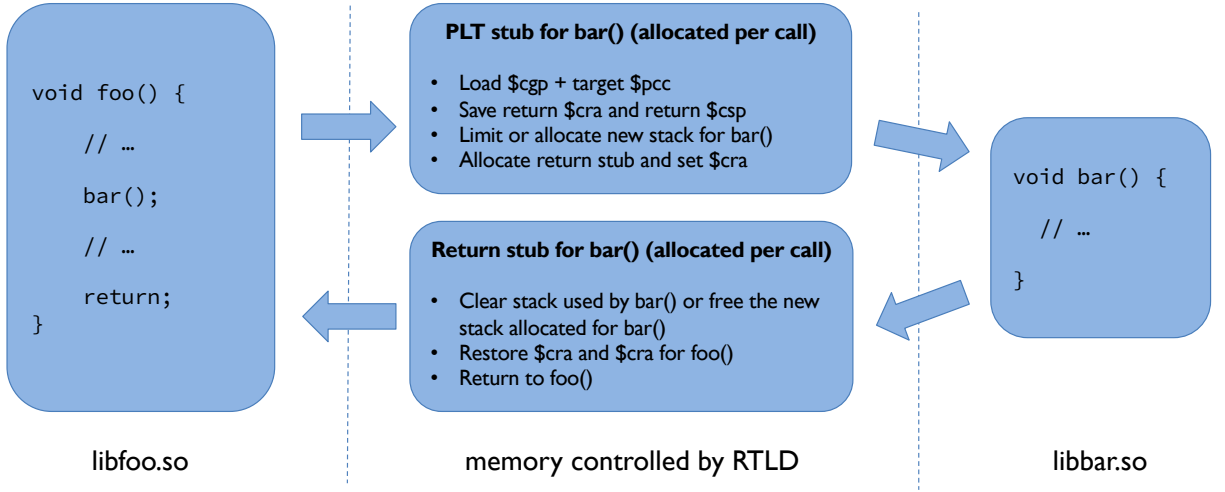 void foo() {
// …
bar();
// …
return;
}
libfoo.so
PLT stub for bar() (allocated per call)
• Load $cgp + target $pcc
• Save return $cra and return $csp
• Limit or allocate new stack for bar()
• Allocate return stub and set $cra
Return stub for bar() (allocated per call)
• Clear stack used by bar() or free the new
stack allocated for bar()
• Restore $cra and $cra for foo()
• Return to foo()
memory controlled by RTLD
void bar() {
// …
}
libbar.so